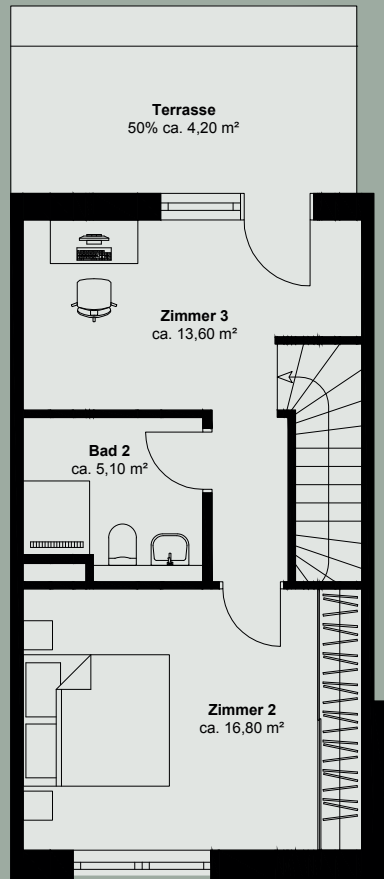 Terrasse
50% ca. 4,20 m²
Zimmer 3
ca. 13,60 m²
Bad 2
ca. 5,10 m²
Zimmer 2
ca. 16,80 m²